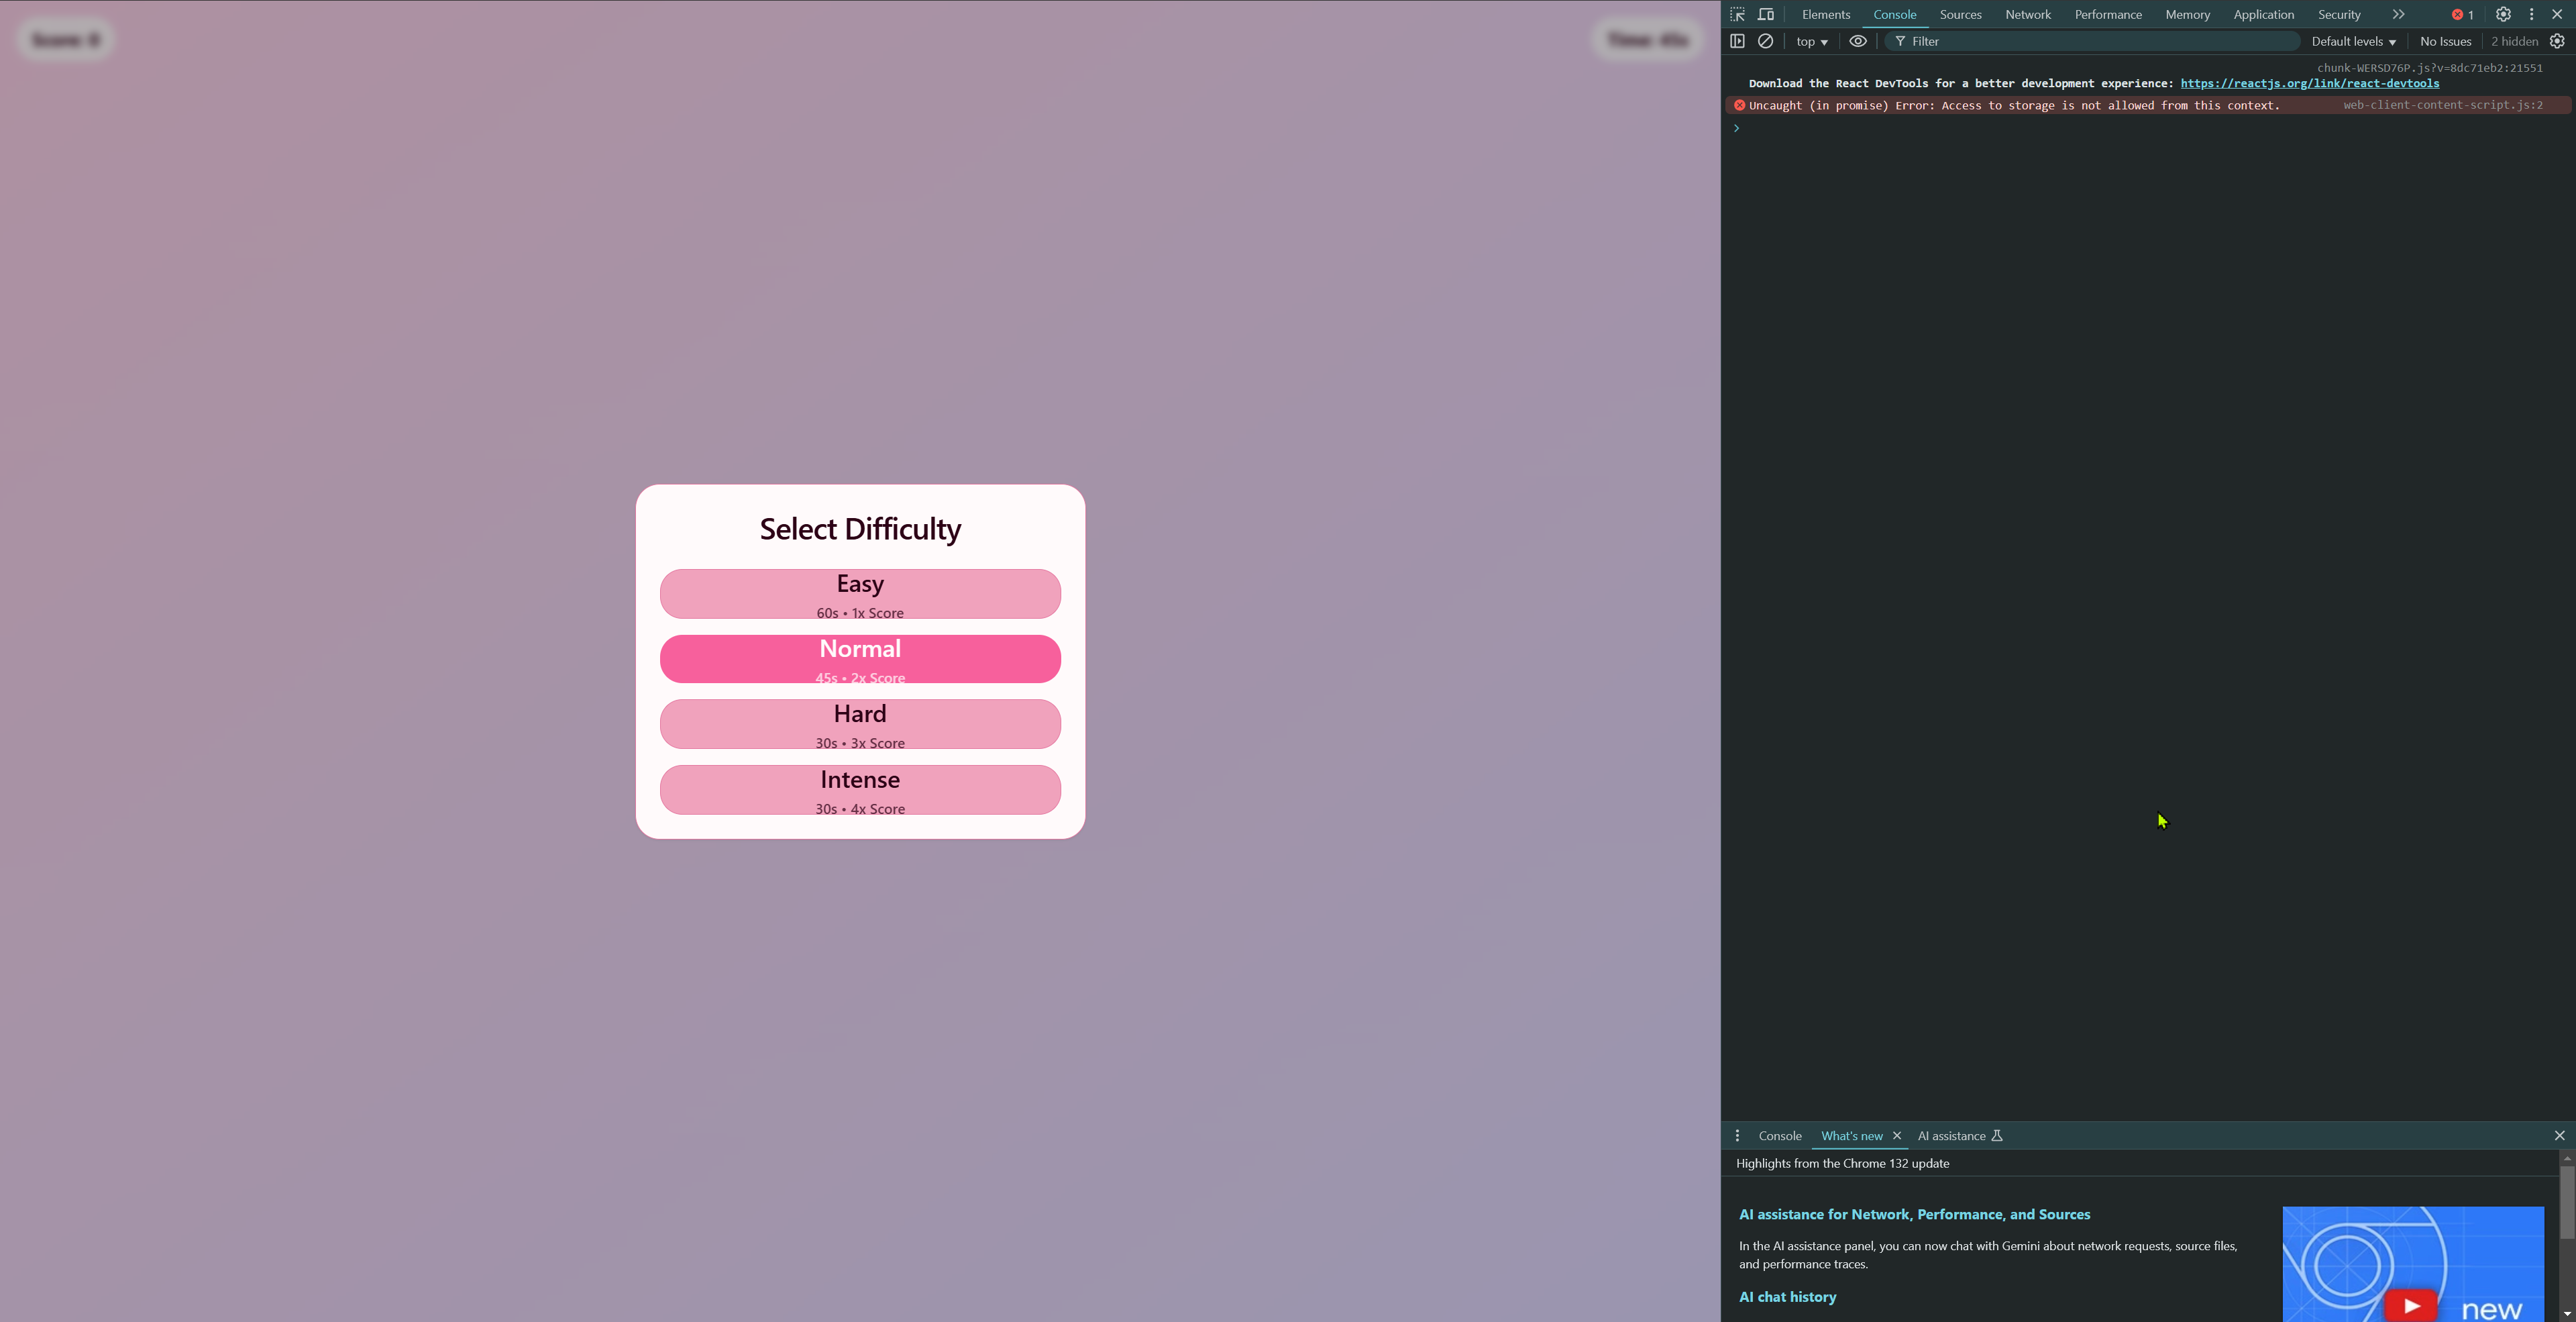 Score: 0
Time: 45s
Select Difficulty
Easy
60s • 1x Score
Normal
45s • 2x Score
Hard
30s • 3x Score
Intense
30s • 4x Score
Elements Console Sources Network Performance Memory Application Security 1
top Filter Default levels No Issues 2 hidden
chunk-WERSD76P.js?v=8dc71eb2:21551
Download the React DevTools for a better development experience: https://reactjs.org/link/react-devtools
Uncaught (in promise) Error: Access to storage is not allowed from this context. web-client-content-script.js:2
Console What's new AI assistance
Highlights from the Chrome 132 update
AI assistance for Network, Performance, and Sources
In the AI assistance panel, you can now chat with Gemini about network requests, source files,
and performance traces.
AI chat history
new